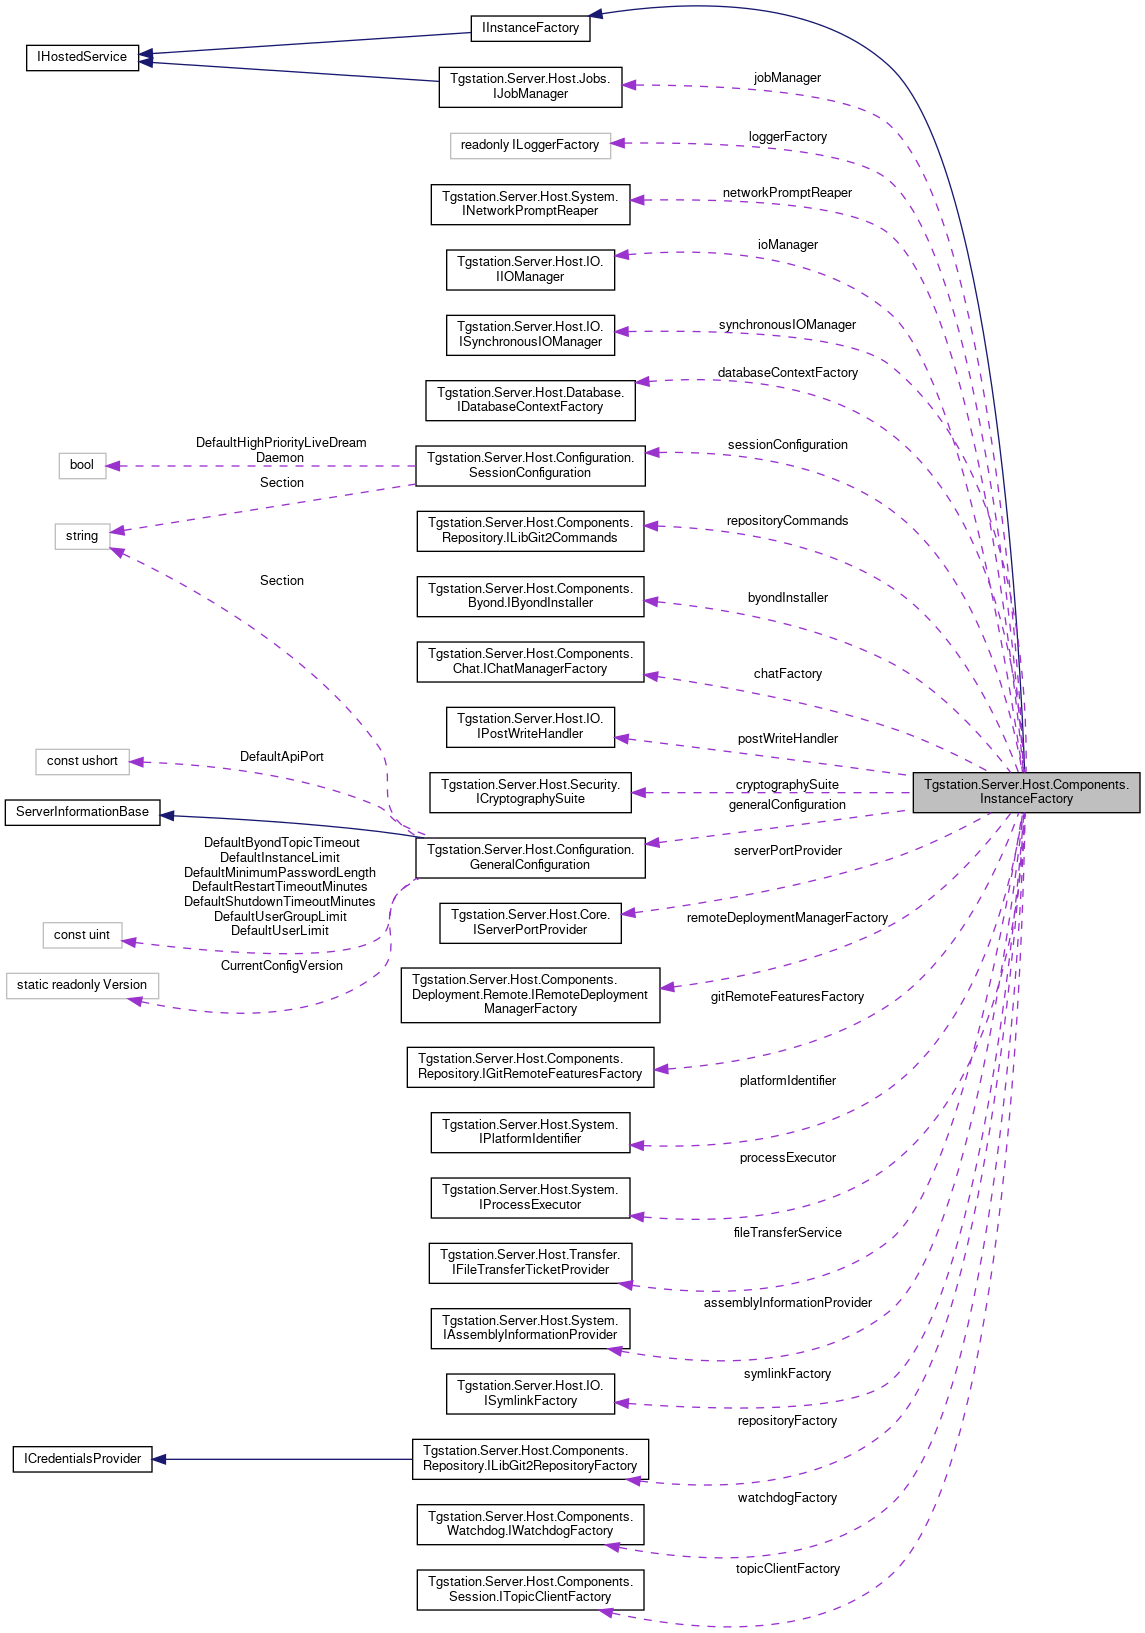 IInstanceFactory
IHostedService
Tgstation.Server.Host.Jobs.
IJobManager
jobManager
readonly ILoggerFactory
loggerFactory
Tgstation.Server.Host.System.
INetworkPromptReaper
networkPromptReaper
Tgstation.Server.Host.IO.
IIOManager
ioManager
Tgstation.Server.Host.IO.
ISynchronousIOManager
synchronousIOManager
Tgstation.Server.Host.Database.
IDatabaseContextFactory
databaseContextFactory
bool
DefaultHighPriorityLiveDream
Daemon
Section
Tgstation.Server.Host.Configuration.
SessionConfiguration
sessionConfiguration
string
Tgstation.Server.Host.Components.
Repository.ILibGit2Commands
repositoryCommands
Section
Tgstation.Server.Host.Components.
Byond.IByondInstaller
byondInstaller
Tgstation.Server.Host.Components.
Chat.IChatManagerFactory
chatFactory
Tgstation.Server.Host.IO.
IPostWriteHandler
postWriteHandler
const ushort
DefaultApiPort
Tgstation.Server.Host.Security.
ICryptographySuite
cryptographySuite
Tgstation.Server.Host.Components.
InstanceFactory
ServerInformationBase
generalConfiguration
Tgstation.Server.Host.Configuration.
GeneralConfiguration
DefaultByondTopicTimeout
DefaultInstanceLimit
DefaultMinimumPasswordLength
DefaultRestartTimeoutMinutes
DefaultShutdownTimeoutMinutes
DefaultUserGroupLimit
DefaultUserLimit
serverPortProvider
Tgstation.Server.Host.Core.
IServerPortProvider
const uint
CurrentConfigVersion
static readonly Version
remoteDeploymentManagerFactory
Tgstation.Server.Host.Components.
Deployment.Remote.IRemoteDeployment
ManagerFactory
gitRemoteFeaturesFactory
Tgstation.Server.Host.Components.
Repository.IGitRemoteFeaturesFactory
platformIdentifier
Tgstation.Server.Host.System.
IPlatformIdentifier
processExecutor
Tgstation.Server.Host.System.
IProcessExecutor
fileTransferService
Tgstation.Server.Host.Transfer.
IFileTransferTicketProvider
assemblyInformationProvider
Tgstation.Server.Host.System.
IAssemblyInformationProvider
symlinkFactory
Tgstation.Server.Host.IO.
ISymlinkFactory
repositoryFactory
ICredentialsProvider
Tgstation.Server.Host.Components.
Repository.ILibGit2RepositoryFactory
watchdogFactory
Tgstation.Server.Host.Components.
Watchdog.IWatchdogFactory
topicClientFactory
Tgstation.Server.Host.Components.
Session.ITopicClientFactory